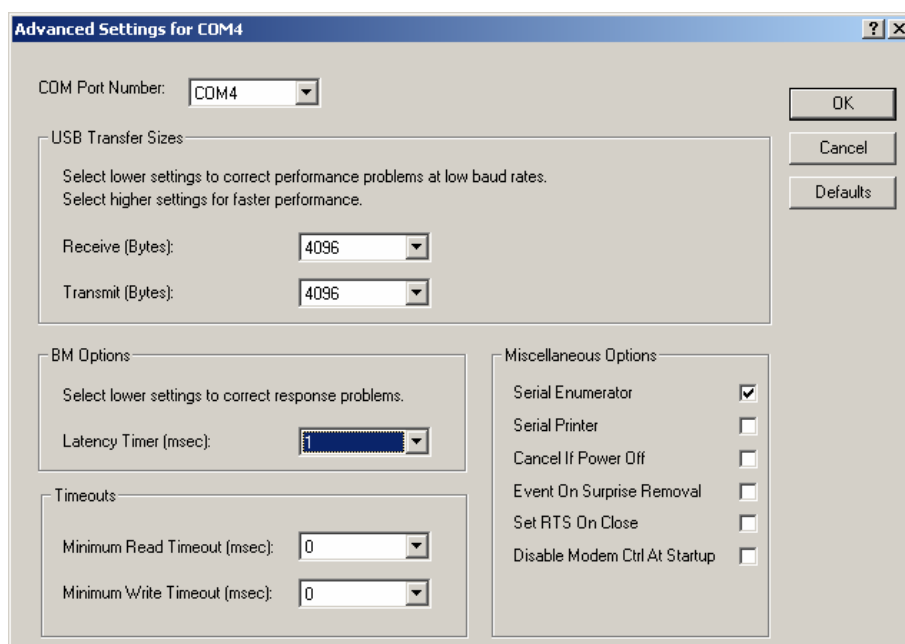 Advanced Settings for COM4
? X
COM Port Number: COM4
OK
Cancel
Defaults
USB Transfer Sizes
Select lower settings to correct performance problems at low baud rates.
Select higher settings for faster performance.
Receive (Bytes): 4096
Transmit (Bytes): 4096
BM Options
Select lower settings to correct response problems.
Latency Timer (msec): 1
Timeouts
Minimum Read Timeout (msec): 0
Minimum Write Timeout (msec): 0
Miscellaneous Options
Serial Enumerator
Serial Printer
Cancel If Power Off
Event On Surprise Removal
Set RTS On Close
Disable Modem Ctrl At Startup